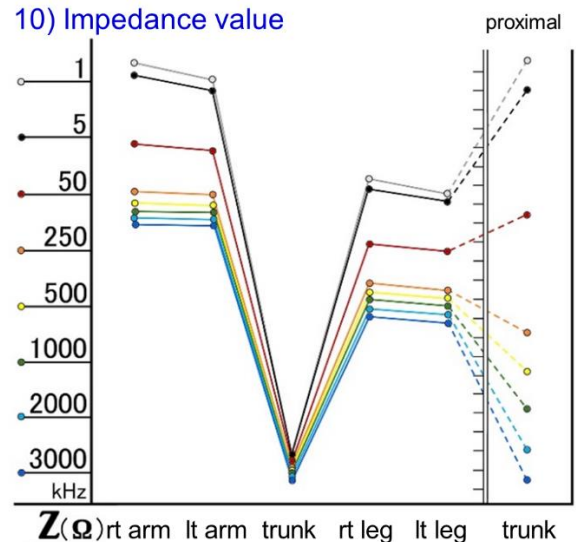 10) Impedance value
proximal
1
5
50
250
500
1000
2000
3000
kHz
Z(Ω) rt arm lt arm trunk rt leg lt leg trunk